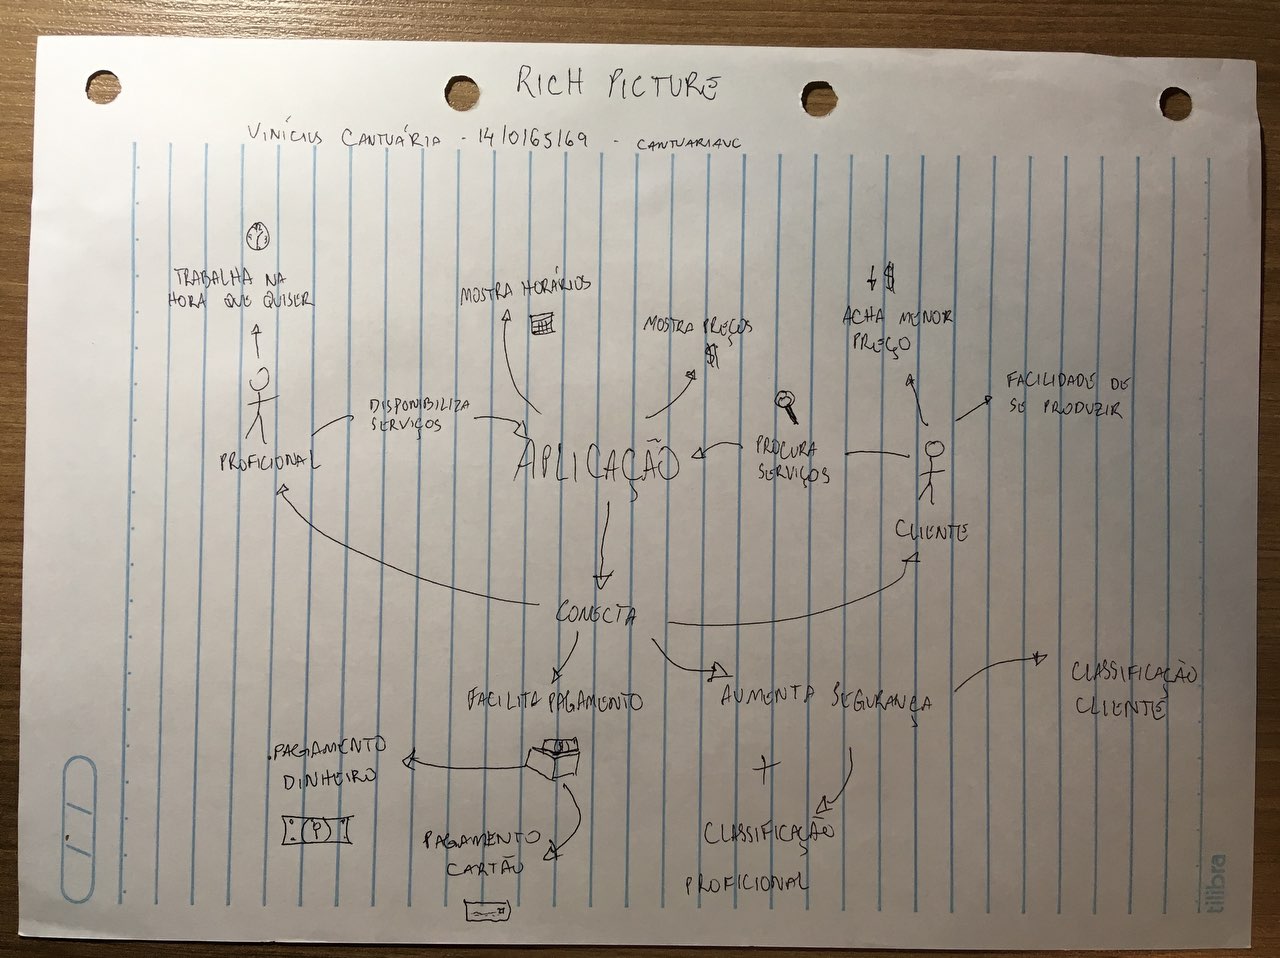 RICH PICTURE
VINÍCIUS CANTUÁRIA - 14/0165169 - CANTUARIAVC
TRABALHA NA
HORA QUE QUISER
MOSTRA HORÁRIOS
MOSTRA PREÇOS
$
↓ $
ACHA MENOR
PREÇO
FACILIDADE DE
SE PRODUZIR
DISPONIBILIZA
SERVIÇOS
PROFICIONAL
APLICAÇÃO
PROCURA
SERVIÇOS
CLIENTE
CONECTA
FACILITA PAGAMENTO
AUMENTA SEGURANÇA
CLASSIFICAÇÃO
CLIENTE
PAGAMENTO
DINHEIRO
+
PAGAMENTO
CARTÃO
CLASSIFICAÇÃO
PROFICIONAL
tilibra